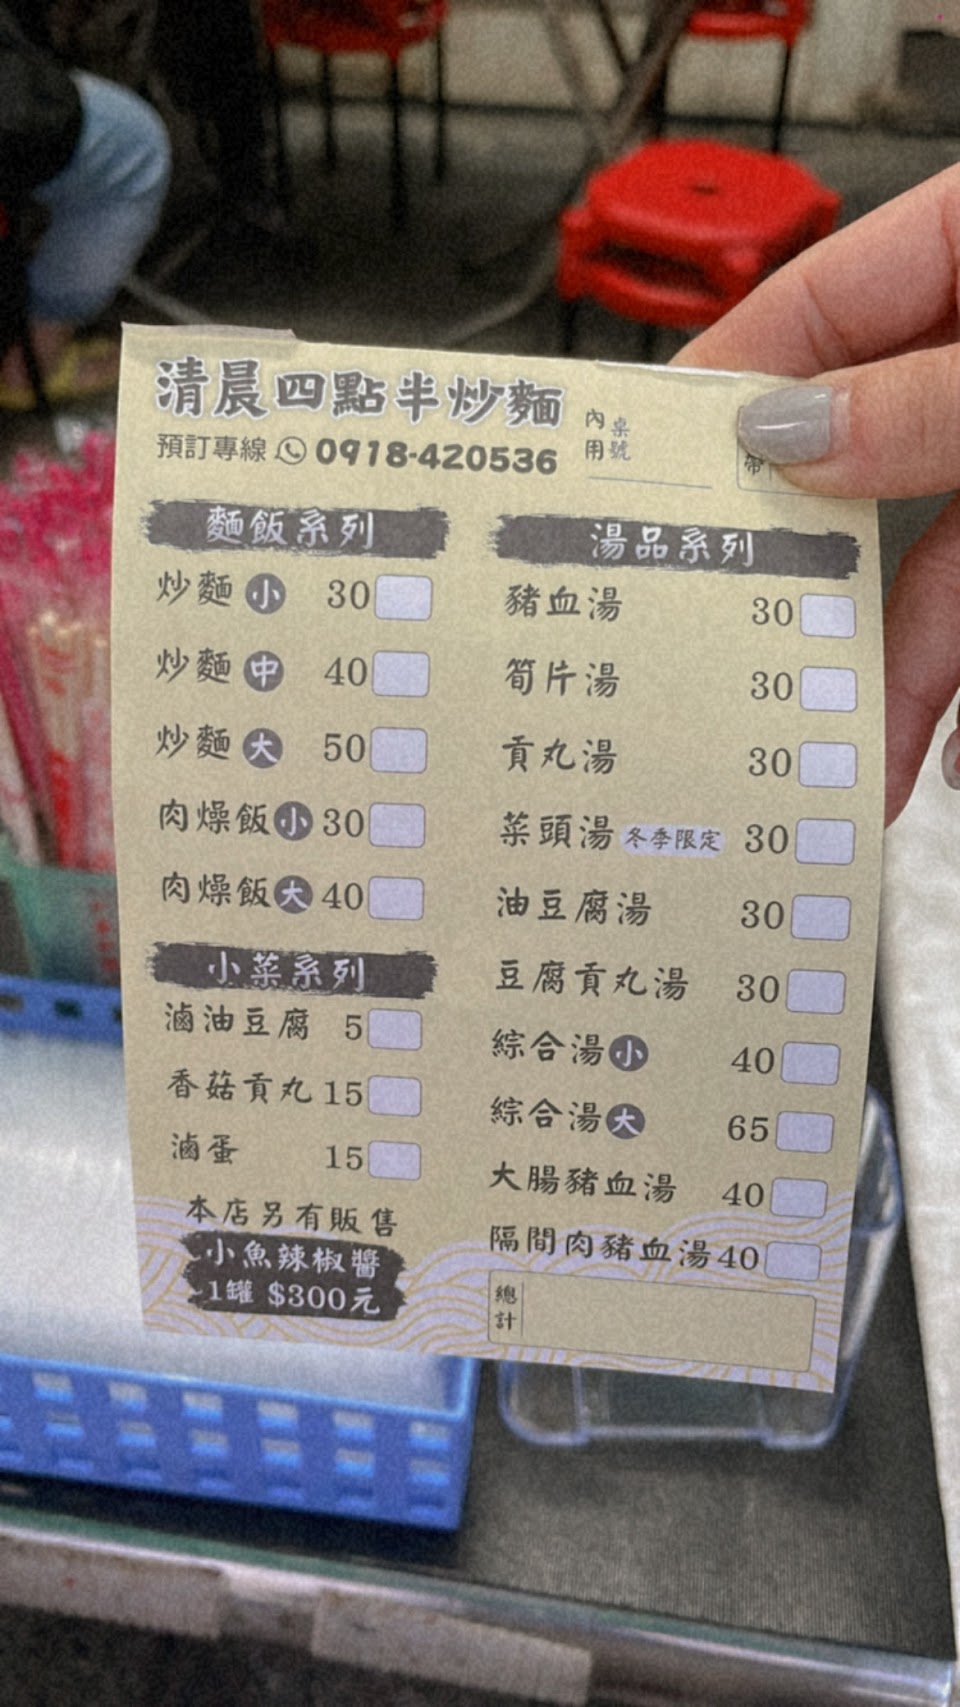 清晨四點半炒麵
預訂專線 0918-420536
內用 桌號
帶
麵飯系列
炒麵 小 30
炒麵 中 40
炒麵 大 50
肉燥飯 小 30
肉燥飯 大 40
小菜系列
滷油豆腐 5
香菇貢丸 15
滷蛋 15
本店另有販售
小魚辣椒醬
1罐 $300元
湯品系列
豬血湯 30
筍片湯 30
貢丸湯 30
菜頭湯 冬季限定 30
油豆腐湯 30
豆腐貢丸湯 30
綜合湯 小 40
綜合湯 大 65
大腸豬血湯 40
隔間肉豬血湯 40
總計